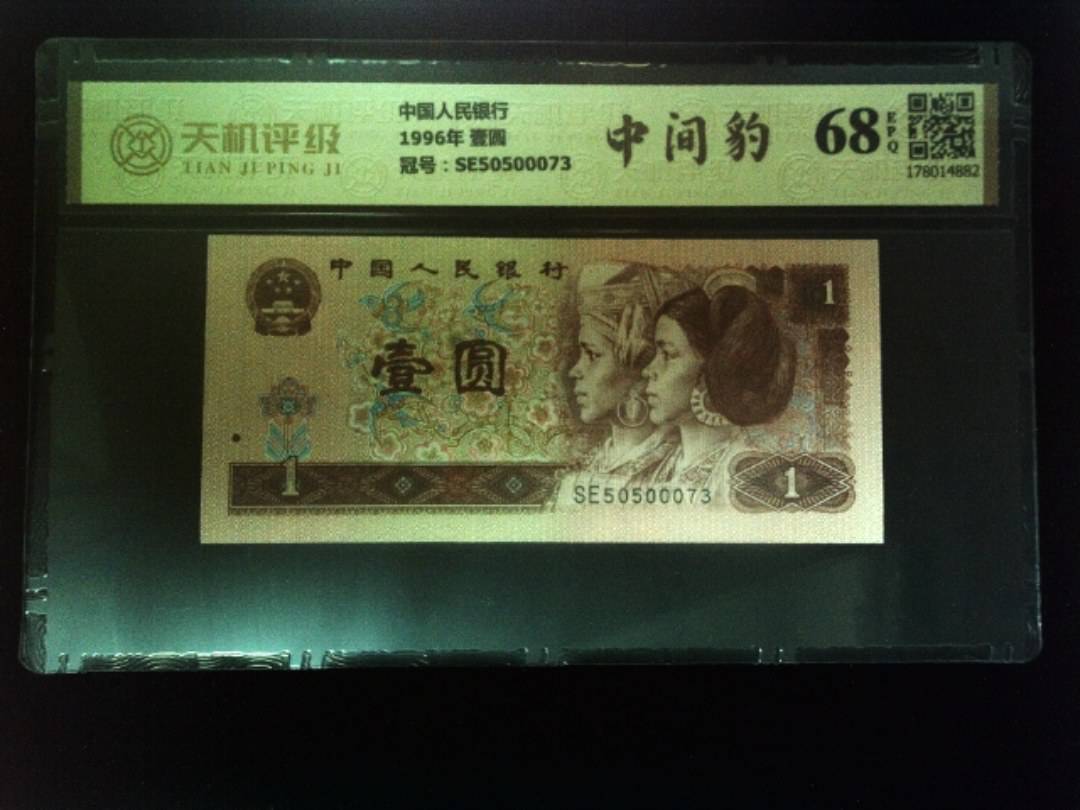 天机评级
TIAN JI PING JI
中国人民银行
1996年 壹圆
冠号：SE50500073
中间豹
68
EPQ
178014882
中国人民银行
1
壹圆
1
SE50500073
1